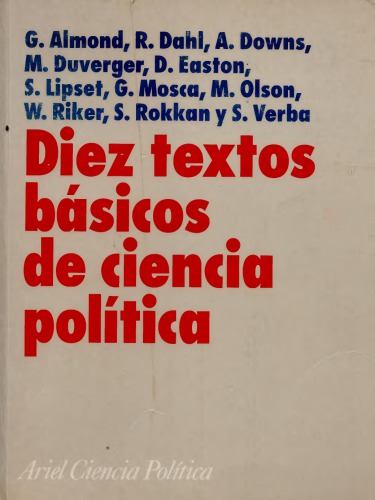 G. Almond, R. Dahl, A. Downs,
M. Duverger, D. Easton,
S. Lipset, G. Mosca, M. Olson,
W. Riker, S. Rokkan y S. Verba
Diez textos
básicos
de ciencia
política
Ariel Ciencia Política